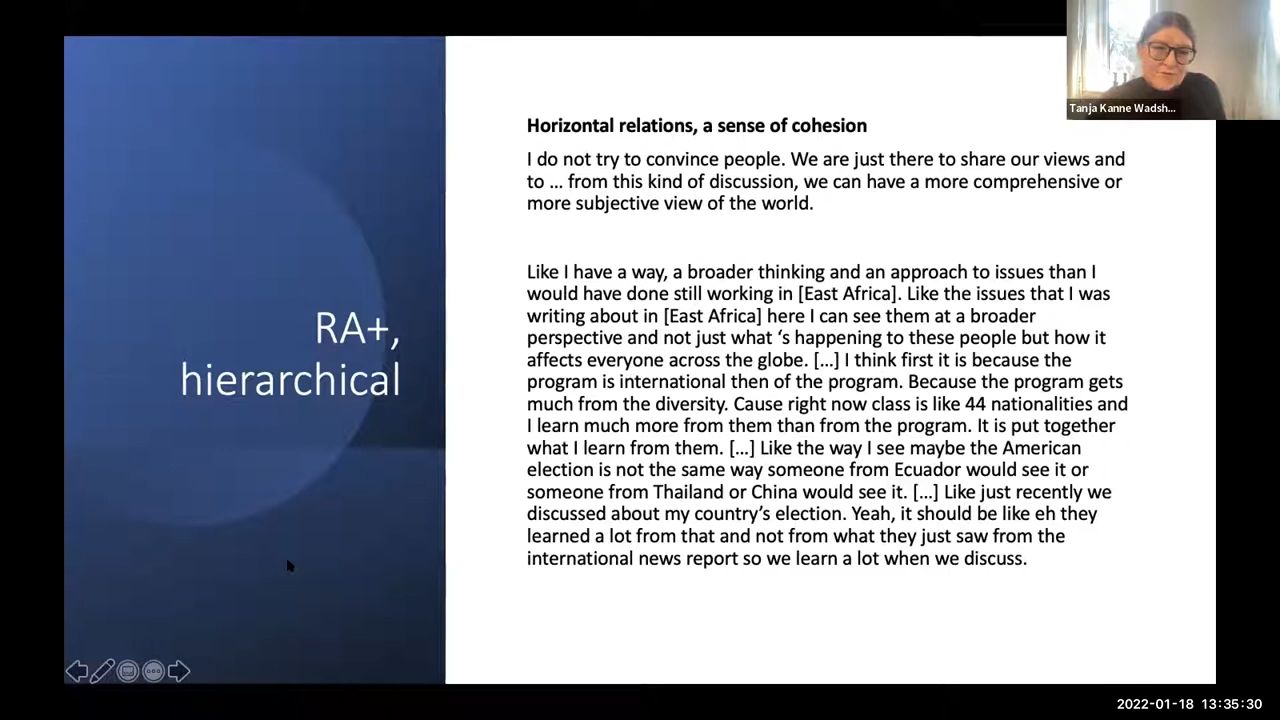 Tanja Kanne Wadsh...
Horizontal relations, a sense of cohesion
I do not try to convince people. We are just there to share our views and
to ... from this kind of discussion, we can have a more comprehensive or
more subjective view of the world.
RA+,
hierarchical
Like I have a way, a broader thinking and an approach to issues than I
would have done still working in [East Africa]. Like the issues that I was
writing about in [East Africa] here I can see them at a broader
perspective and not just what ‘s happening to these people but how it
affects everyone across the globe. [...] I think first it is because the
program is international then of the program. Because the program gets
much from the diversity. Cause right now class is like 44 nationalities and
I learn much more from them than from the program. It is put together
what I learn from them. [...] Like the way I see maybe the American
election is not the same way someone from Ecuador would see it or
someone from Thailand or China would see it. [...] Like just recently we
discussed about my country’s election. Yeah, it should be like eh they
learned a lot from that and not from what they just saw from the
international news report so we learn a lot when we discuss.
2022-01-18 13:35:30